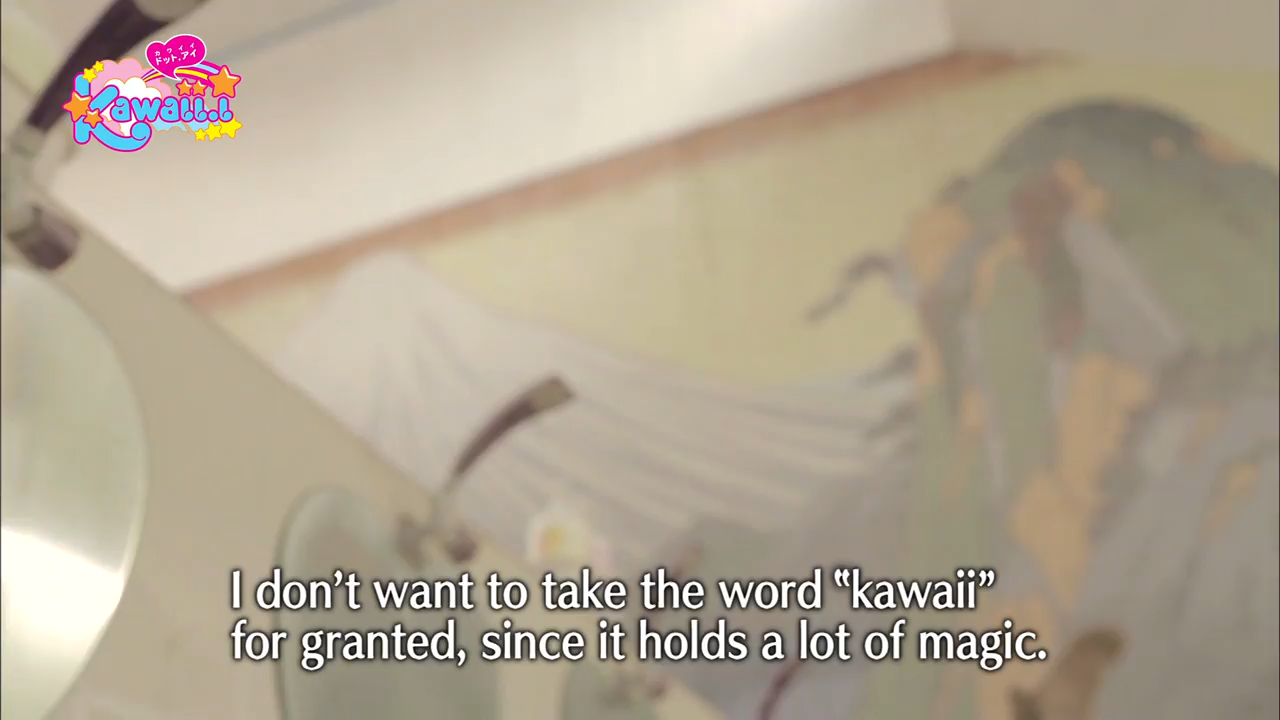 カワイイ
ドット.アイ
Kawaii.i
I don't want to take the word “kawaii”
for granted, since it holds a lot of magic.